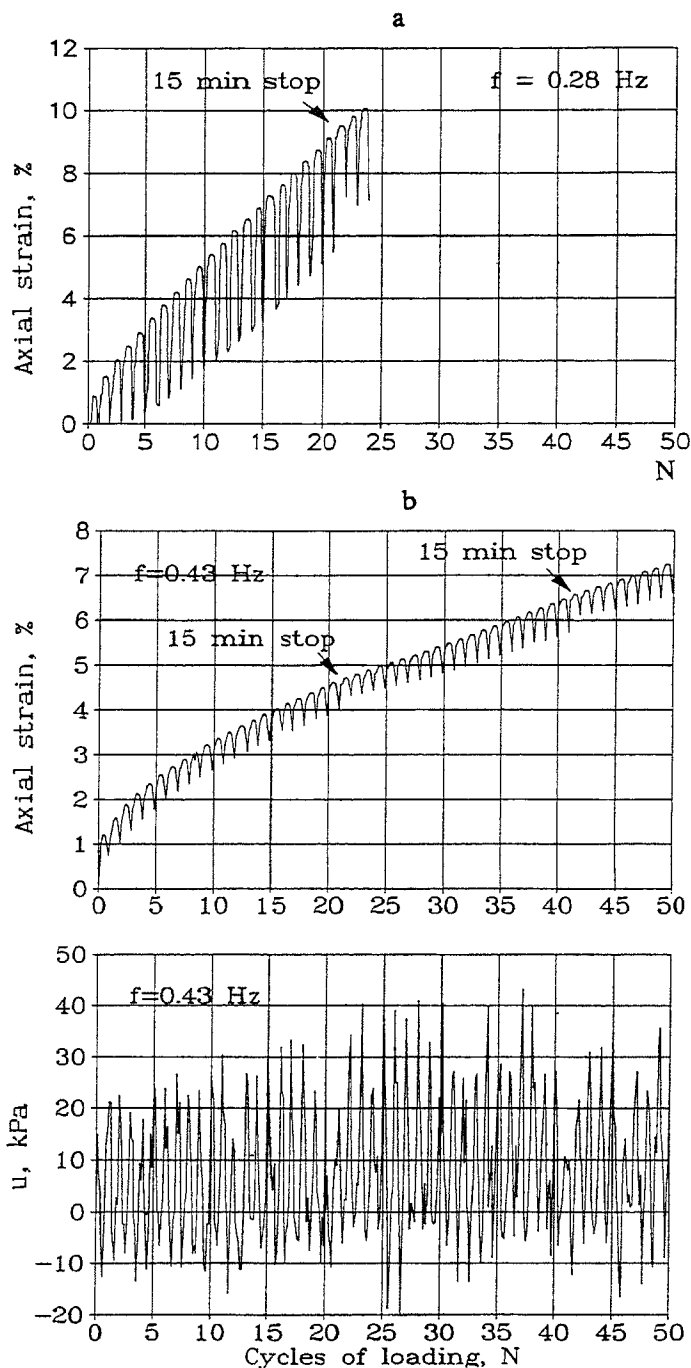 a
12
10
8
6
4
2
0
Axial strain, %
15 min stop
f = 0.28 Hz
0 5 10 15 20 25 30 35 40 45 50
N
b
8
7
6
5
4
3
2
1
0
Axial strain, %
f=0.43 Hz
15 min stop
15 min stop
0 5 10 15 20 25 30 35 40 45 50
50
40
30
20
10
0
-10
-20
u, kPa
f=0.43 Hz
0 5 10 15 20 25 30 35 40 45 50
Cycles of loading, N